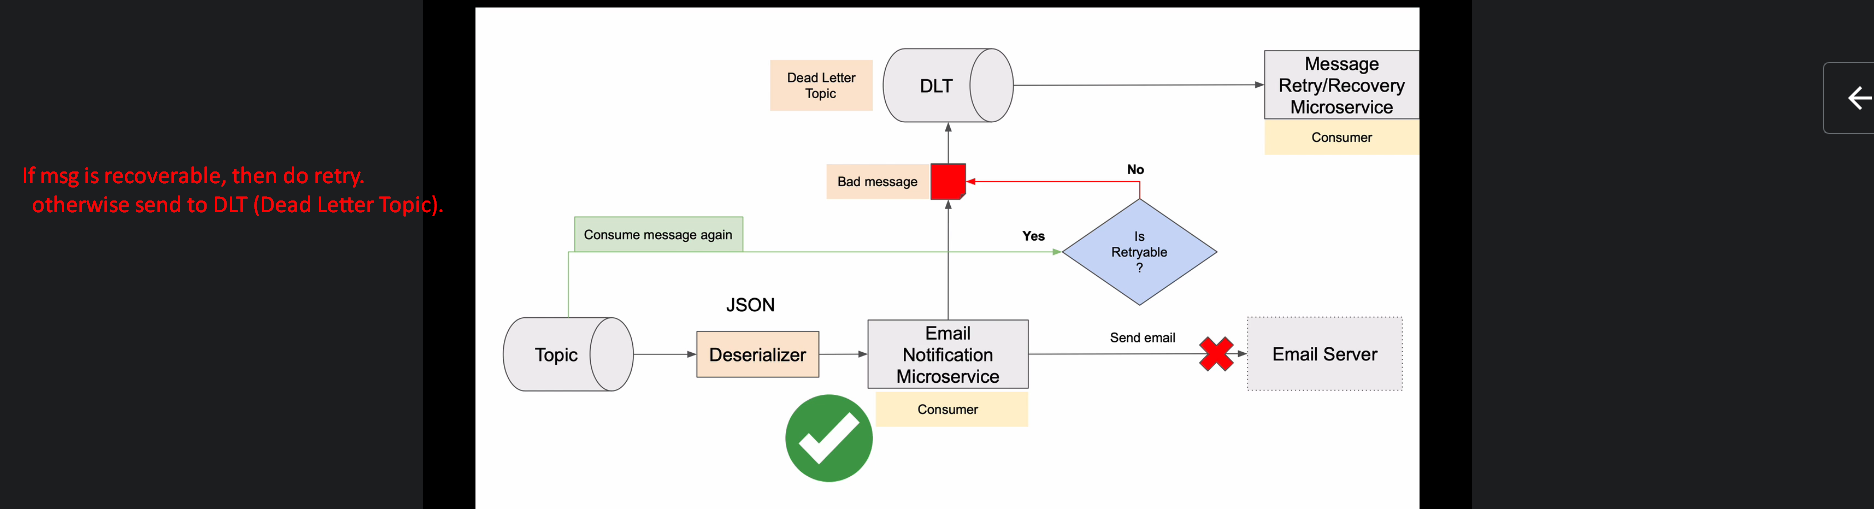 If msg is recoverable, then do retry.
otherwise send to DLT (Dead Letter Topic).
Dead Letter
Topic
DLT
Message
Retry/Recovery
Microservice
Consumer
Bad message
No
Consume message again
Yes
Is
Retryable
?
JSON
Topic
Deserializer
Email
Notification
Microservice
Consumer
Send email
Email Server